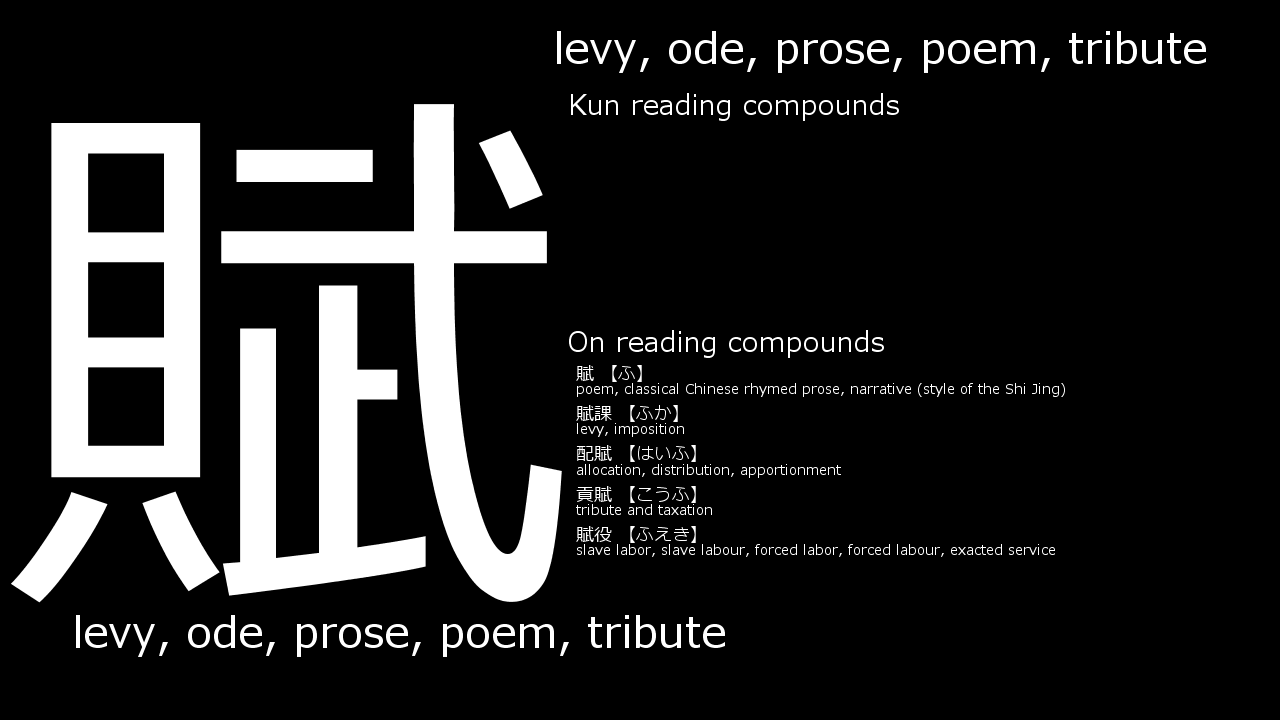 賦
levy, ode, prose, poem, tribute
Kun reading compounds
On reading compounds
賦 【ふ】
poem, classical Chinese rhymed prose, narrative (style of the Shi Jing)
賦課 【ふか】
levy, imposition
配賦 【はいふ】
allocation, distribution, apportionment
貢賦 【こうふ】
tribute and taxation
賦役 【ふえき】
slave labor, slave labour, forced labor, forced labour, exacted service
levy, ode, prose, poem, tribute